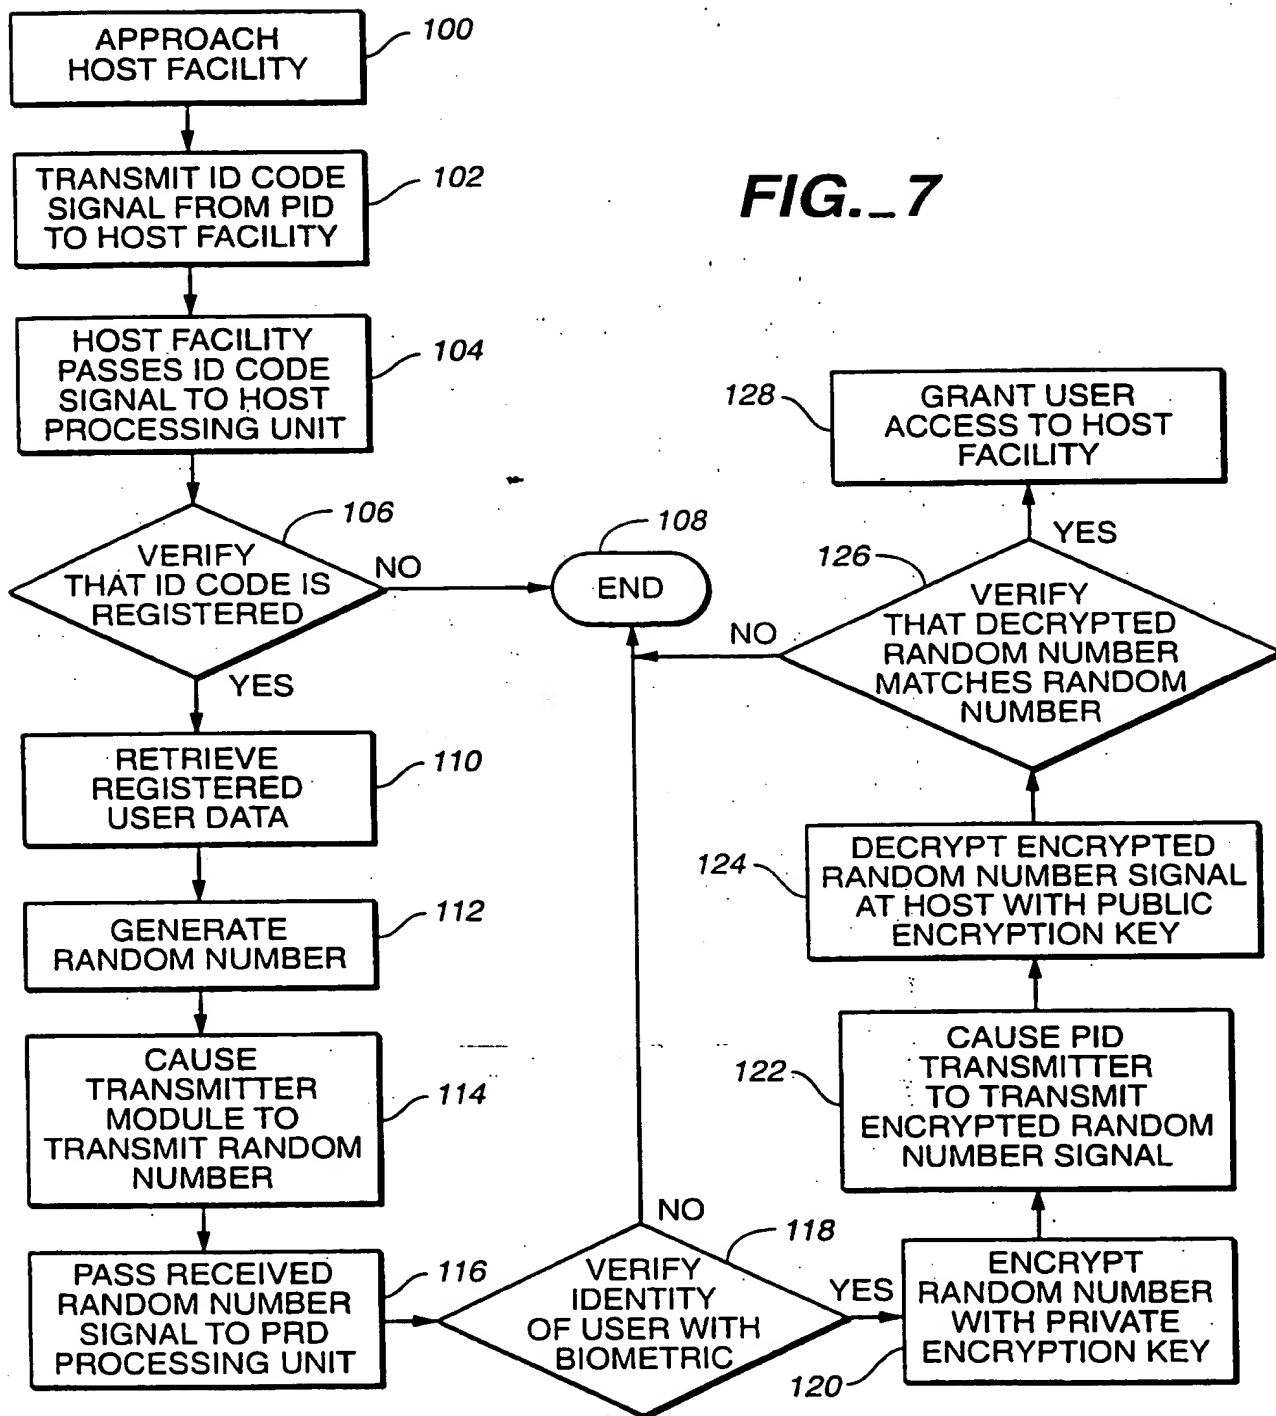 APPROACH
HOST FACILITY
100
TRANSMIT ID CODE
SIGNAL FROM PID
TO HOST FACILITY
102
FIG._7
HOST FACILITY
PASSES ID CODE
SIGNAL TO HOST
PROCESSING UNIT
104
VERIFY
THAT ID CODE IS
REGISTERED
106
NO
YES
108
END
RETRIEVE
REGISTERED
USER DATA
110
GENERATE
RANDOM NUMBER
112
CAUSE
TRANSMITTER
MODULE TO
TRANSMIT RANDOM
NUMBER
114
PASS RECEIVED
RANDOM NUMBER
SIGNAL TO PRD
PROCESSING UNIT
116
VERIFY
IDENTITY
OF USER WITH
BIOMETRIC
118
NO
YES
ENCRYPT
RANDOM NUMBER
WITH PRIVATE
ENCRYPTION KEY
120
CAUSE PID
TRANSMITTER
TO TRANSMIT
ENCRYPTED RANDOM
NUMBER SIGNAL
122
DECRYPT ENCRYPTED
RANDOM NUMBER SIGNAL
AT HOST WITH PUBLIC
ENCRYPTION KEY
124
VERIFY
THAT DECRYPTED
RANDOM NUMBER
MATCHES RANDOM
NUMBER
126
NO
YES
GRANT USER
ACCESS TO HOST
FACILITY
128